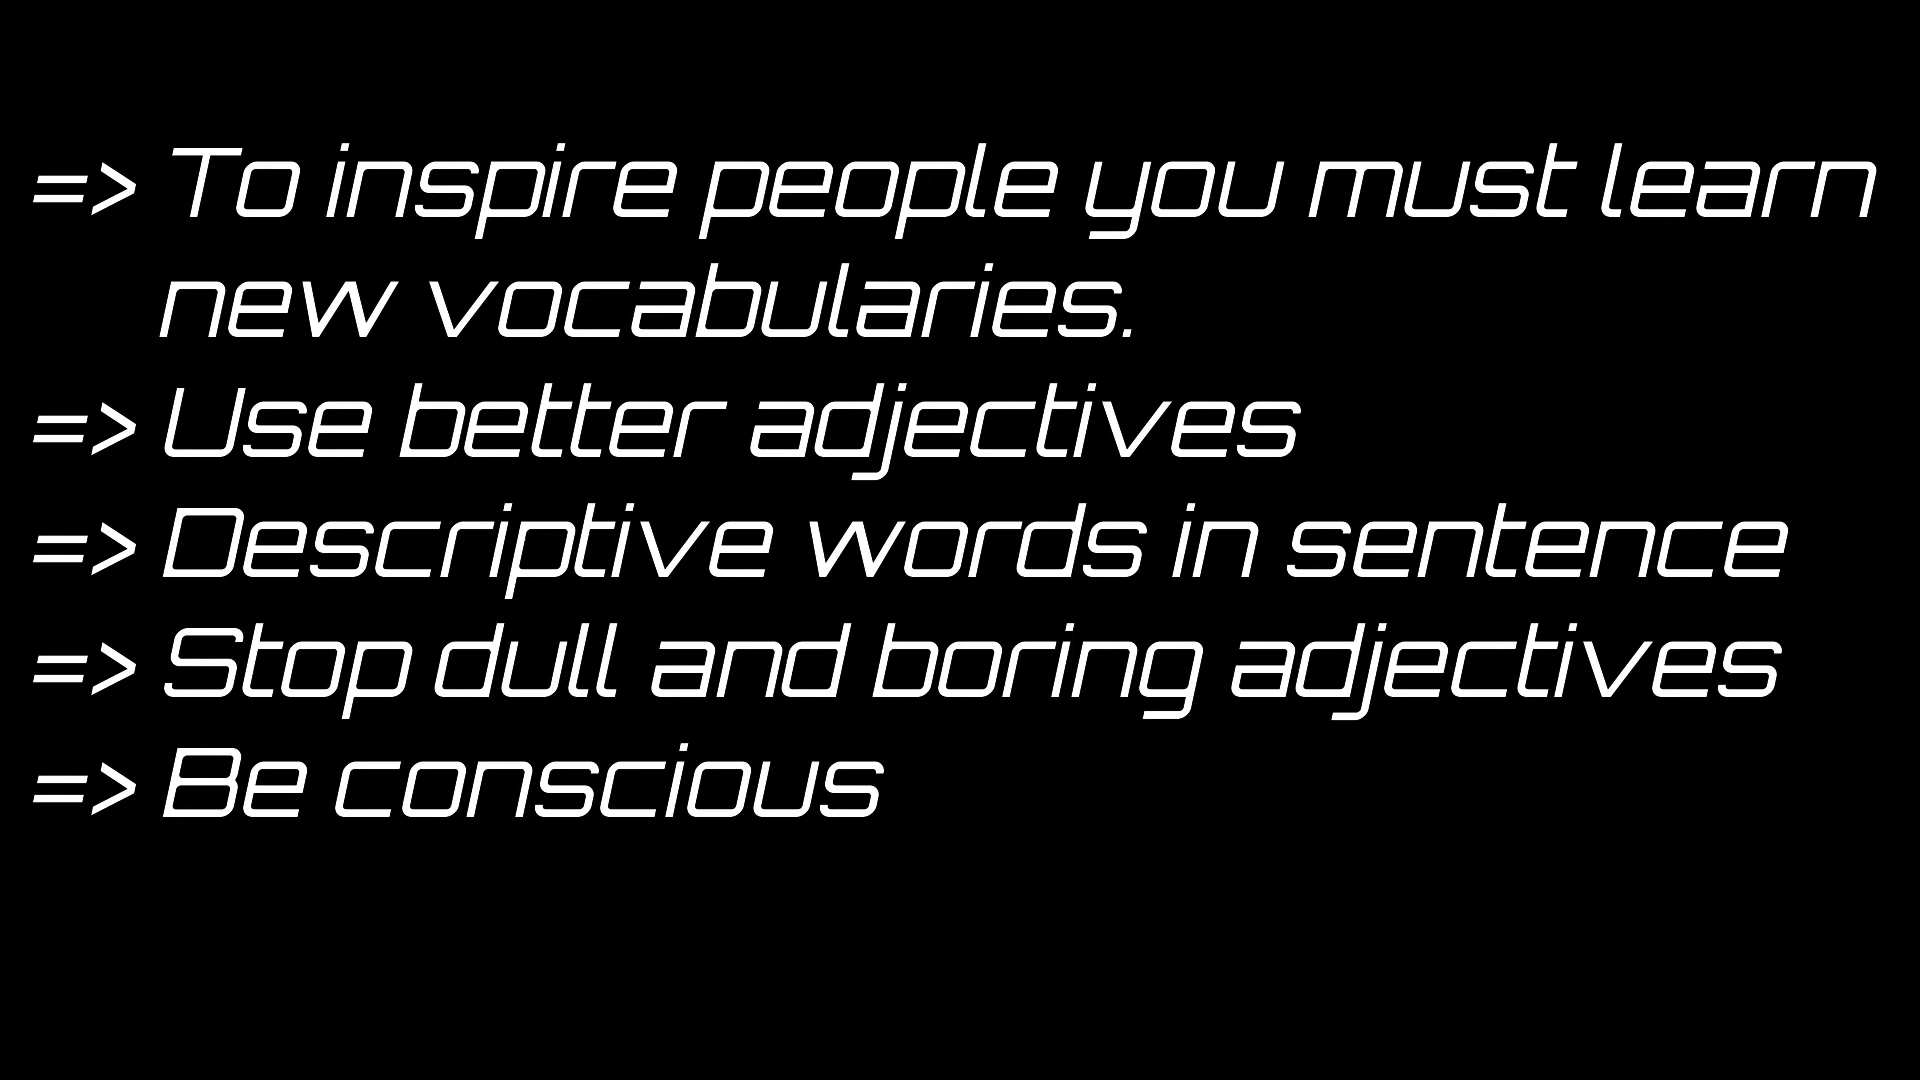 => To inspire people you must learn
new vocabularies.
=> Use better adjectives
=> Descriptive words in sentence
=> Stop dull and boring adjectives
=> Be conscious